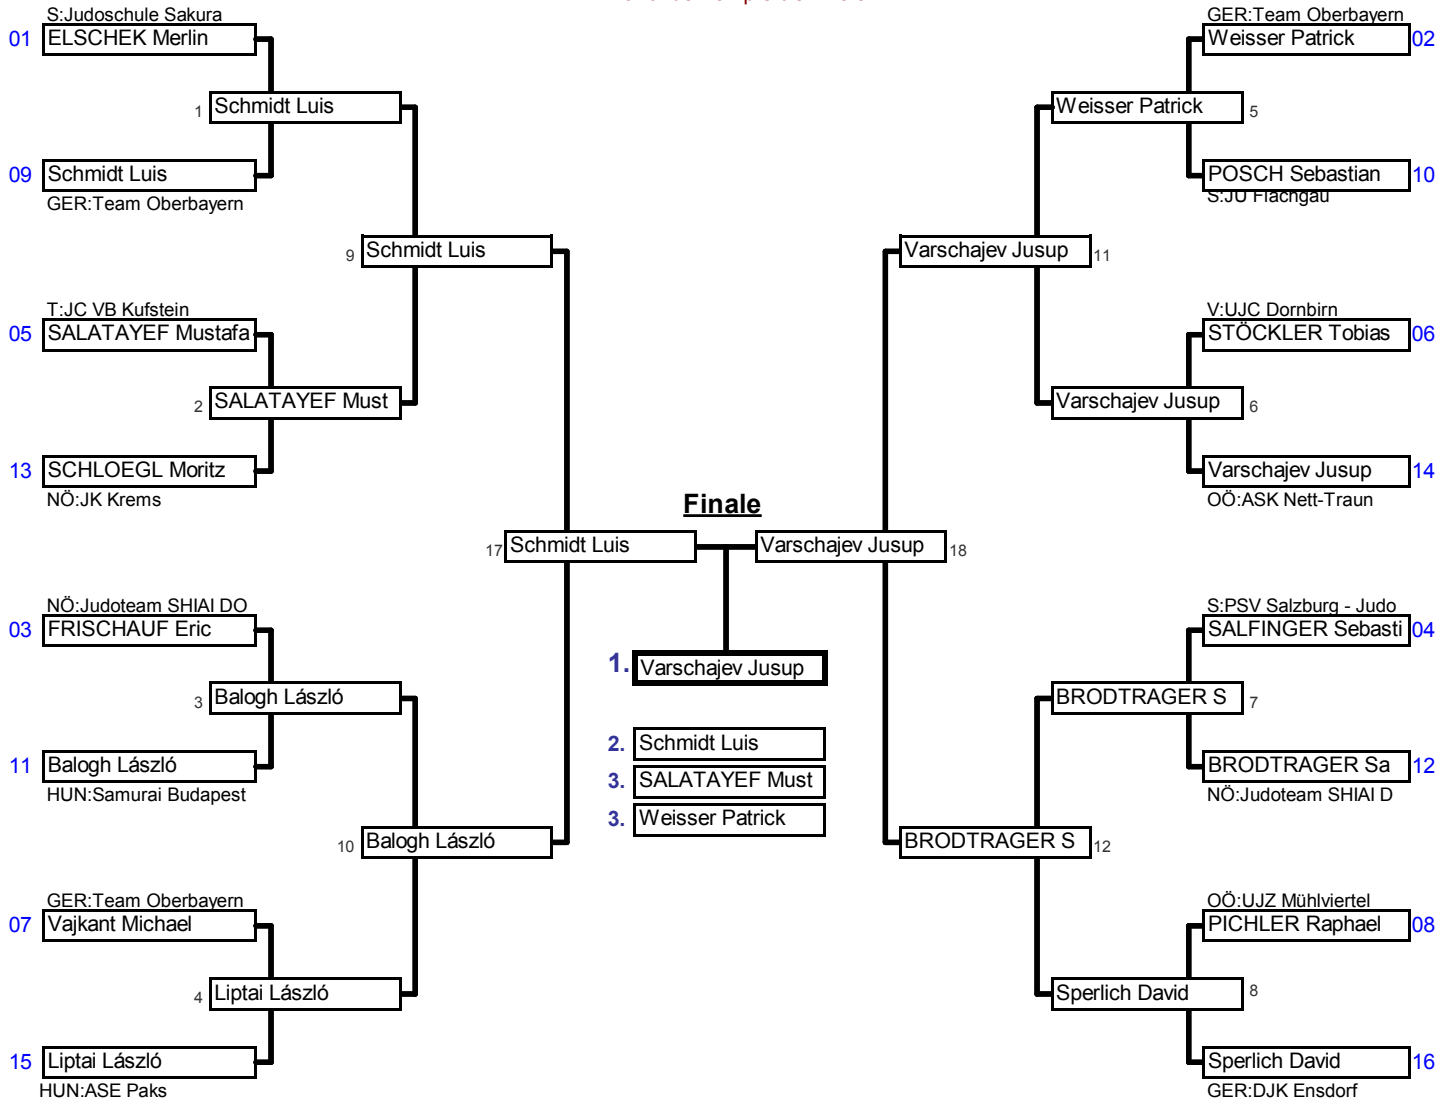 S:Judoschule Sakura
01 ELSCHEK Merlin
1 Schmidt Luis
09 Schmidt Luis
GER:Team Oberbayern
9 Schmidt Luis
T:JC VB Kufstein
05 SALATAYEF Mustafa
2 SALATAYEF Must
13 SCHLOEGL Moritz
NÖ:JK Krems
17 Schmidt Luis
NÖ:Judoteam SHIAI DO
03 FRISCHAUF Eric
3 Balogh László
11 Balogh László
HUN:Samurai Budapest
10 Balogh László
GER:Team Oberbayern
07 Vajkant Michael
4 Liptai László
15 Liptai László
HUN:ASE Paks
Finale
1. Varschajev Jusup
2. Schmidt Luis
3. SALATAYEF Must
3. Weisser Patrick
GER:Team Oberbayern
Weisser Patrick 02
Weisser Patrick 5
POSCH Sebastian 10
S:JU Flachgau
Varschajev Jusup 11
V:UJC Dornbirn
STÖCKLER Tobias 06
Varschajev Jusup 6
Varschajev Jusup 14
OÖ:ASK Nett-Traun
Varschajev Jusup 18
S:PSV Salzburg - Judo
SALFINGER Sebasti 04
BRODTRAGER S 7
BRODTRAGER Sa 12
NÖ:Judoteam SHIAI D
BRODTRAGER S 12
OÖ:UJZ Mühlviertel
PICHLER Raphael 08
Sperlich David 8
Sperlich David 16
GER:DJK Ensdorf